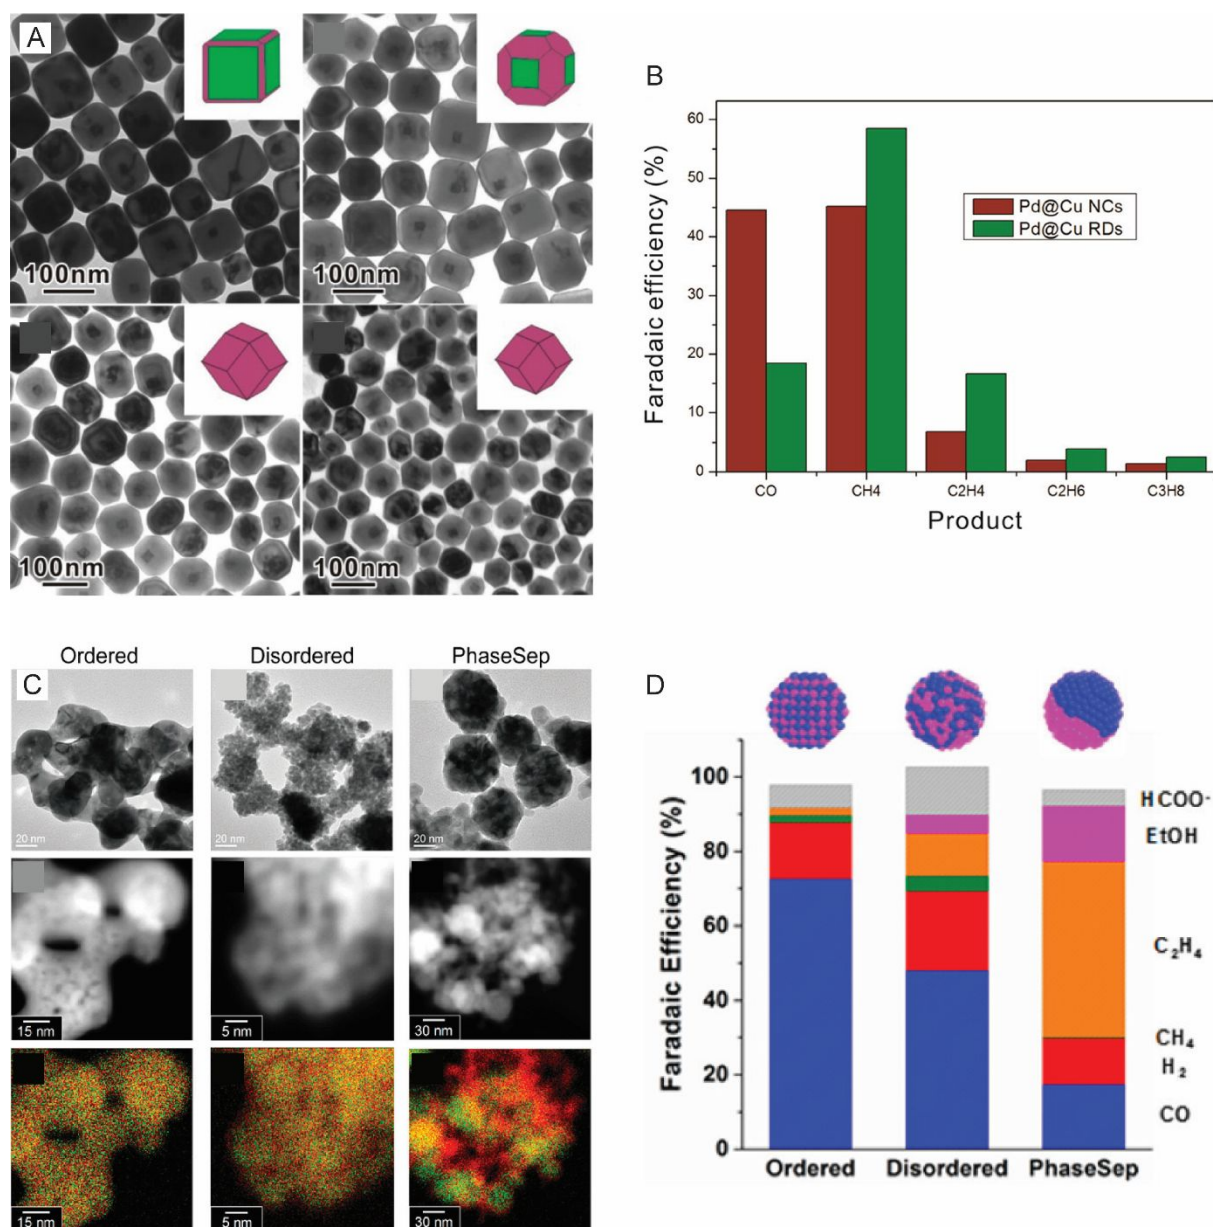 A
100nm
100nm
100nm
100nm
B
Faradaic efficiency (%)
60
50
40
30
20
10
0
Pd@Cu NCs
Pd@Cu RDs
CO
CH4
C2H4
C2H6
C3H8
Product
C
Ordered
Disordered
PhaseSep
20 nm
20 nm
20 nm
15 nm
5 nm
30 nm
15 nm
5 nm
30 nm
D
Faradaic Efficiency (%)
100
80
60
40
20
0
HCOO-
EtOH
C₂H₄
CH₄
H₂
CO
Ordered
Disordered
PhaseSep